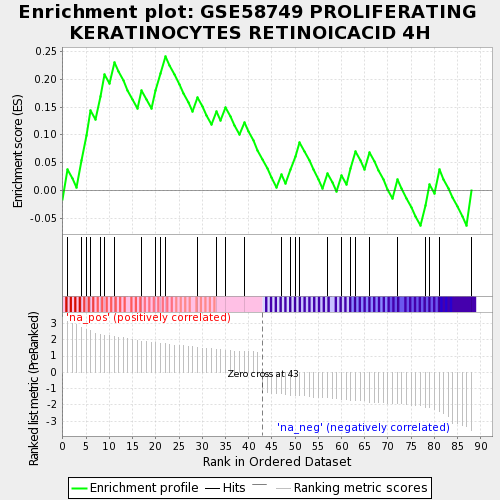 Enrichment plot: GSE58749 PROLIFERATING
KERATINOCYTES RETINOICACID 4H
Enrichment score (ES)
0.25
0.20
0.15
0.10
0.05
0.00
-0.05
'na_pos' (positively correlated)
Ranked list metric (PreRanked)
3
2
1
0
-1
-2
-3
Zero cross at 43
'na_neg' (negatively correlated)
0 5 10 15 20 25 30 35 40 45 50 55 60 65 70 75 80 85 90
Rank in Ordered Dataset
Enrichment profile Hits Ranking metric scores